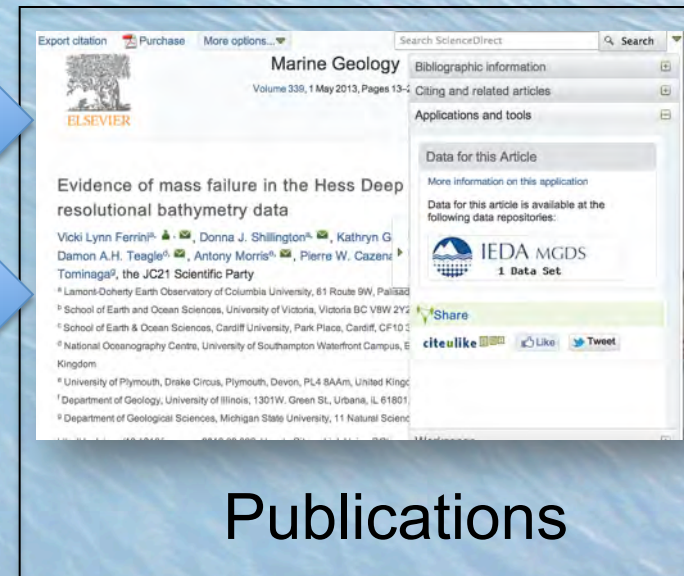 Export citation Purchase More options... Search ScienceDirect Search
Marine Geology
Volume 339, 1 May 2013, Pages 13-
ELSEVIER
Evidence of mass failure in the Hess Deep
resolutional bathymetry data
Vicki Lynn Ferrini a, Donna J. Shillington a, Kathryn G
Damon A.H. Teagle d, Antony Morris e, Pierre W. Cazena
Tominaga g, the JC21 Scientific Party
a Lamont-Doherty Earth Observatory of Columbia University, 61 Route 9W, Palisad
b School of Earth and Ocean Sciences, University of Victoria, Victoria BC V8W 2Y2
c School of Earth & Ocean Sciences, Cardiff University, Park Place, Cardiff, CF10 3
d National Oceanography Centre, University of Southampton Waterfront Campus, E
Kingdom
e University of Plymouth, Drake Circus, Plymouth, Devon, PL4 8AAm, United Kingd
f Department of Geology, University of Illinois, 1301W. Green St., Urbana, IL 61801
g Department of Geological Sciences, Michigan State University, 11 Natural Scienc
Bibliographic information
Citing and related articles
Applications and tools
Data for this Article
More information on this application
Data for this article is available at the
following data repositories:
IEDA MGDS
1 Data Set
Share
citeulike Like Tweet
Publications